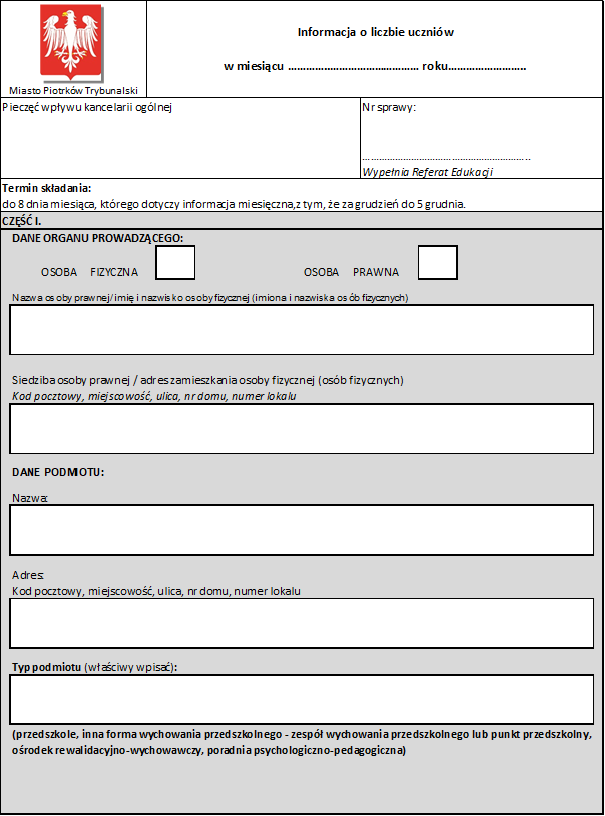 Informacja o liczbie uczniów
w miesiącu ………………………………………. roku……………………..
Miasto Piotrków Trybunalski
Pieczęć wpływu kancelarii ogólnej
Nr sprawy:
…………………………………………………..
Wypełnia Referat Edukacji
Termin składania:
do 8 dnia miesiąca, którego dotyczy informacja miesięczna,z tym, że za grudzień do 5 grudnia.
CZĘŚĆ I.
DANE ORGANU PROWADZĄCEGO:
OSOBA FIZYCZNA
OSOBA PRAWNA
Nazwa osoby prawnej/ imię i nazwisko osoby fizycznej (imiona i nazwiska osób fizycznych)
Siedziba osoby prawnej / adres zamieszkania osoby fizycznej (osób fizycznych)
Kod pocztowy, miejscowość, ulica, nr domu, numer lokalu
DANE PODMIOTU:
Nazwa:
Adres:
Kod pocztowy, miejscowość, ulica, nr domu, numer lokalu
Typ podmiotu (właściwy wpisać):
(przedszkole, inna forma wychowania przedszkolnego - zespół wychowania przedszkolnego lub punkt przedszkolny,
ośrodek rewalidacyjno-wychowawczy, poradnia psychologiczno-pedagogiczna)